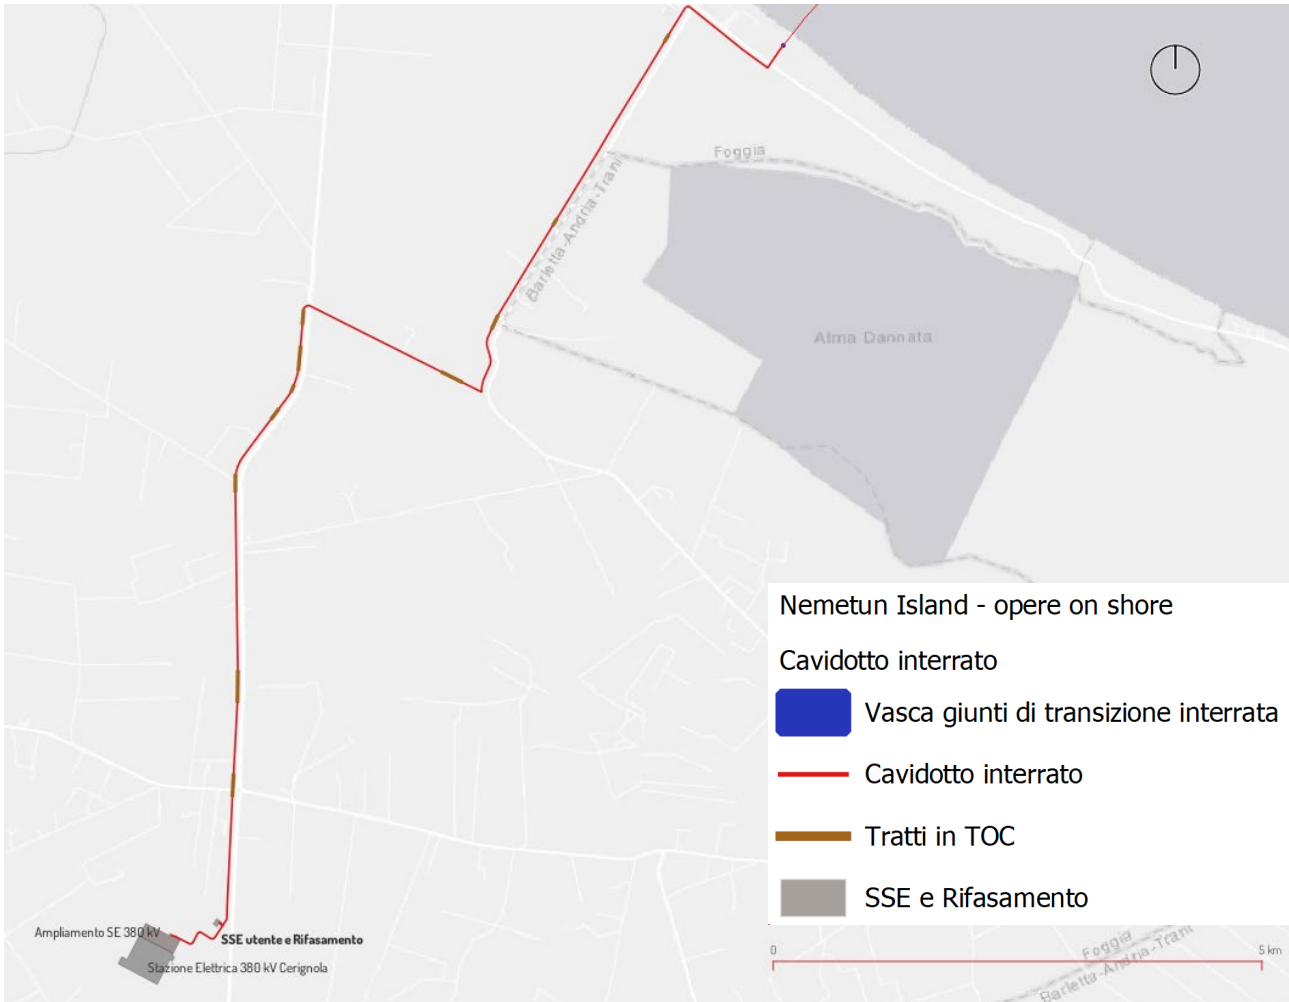 Foggia
Barletta-Andria-Trani
Alma Dannata
Nemetun Island - opere on shore
Cavidotto interrato
Vasca giunti di transizione interrata
Cavidotto interrato
Tratti in TOC
SSE e Rifasamento
Ampliamento SE 380 kV
SSE utente e Rifasamento
Stazione Elettrica 380 kV Cerignola
Foggia
Barletta-Andria-Trani
0
5 km